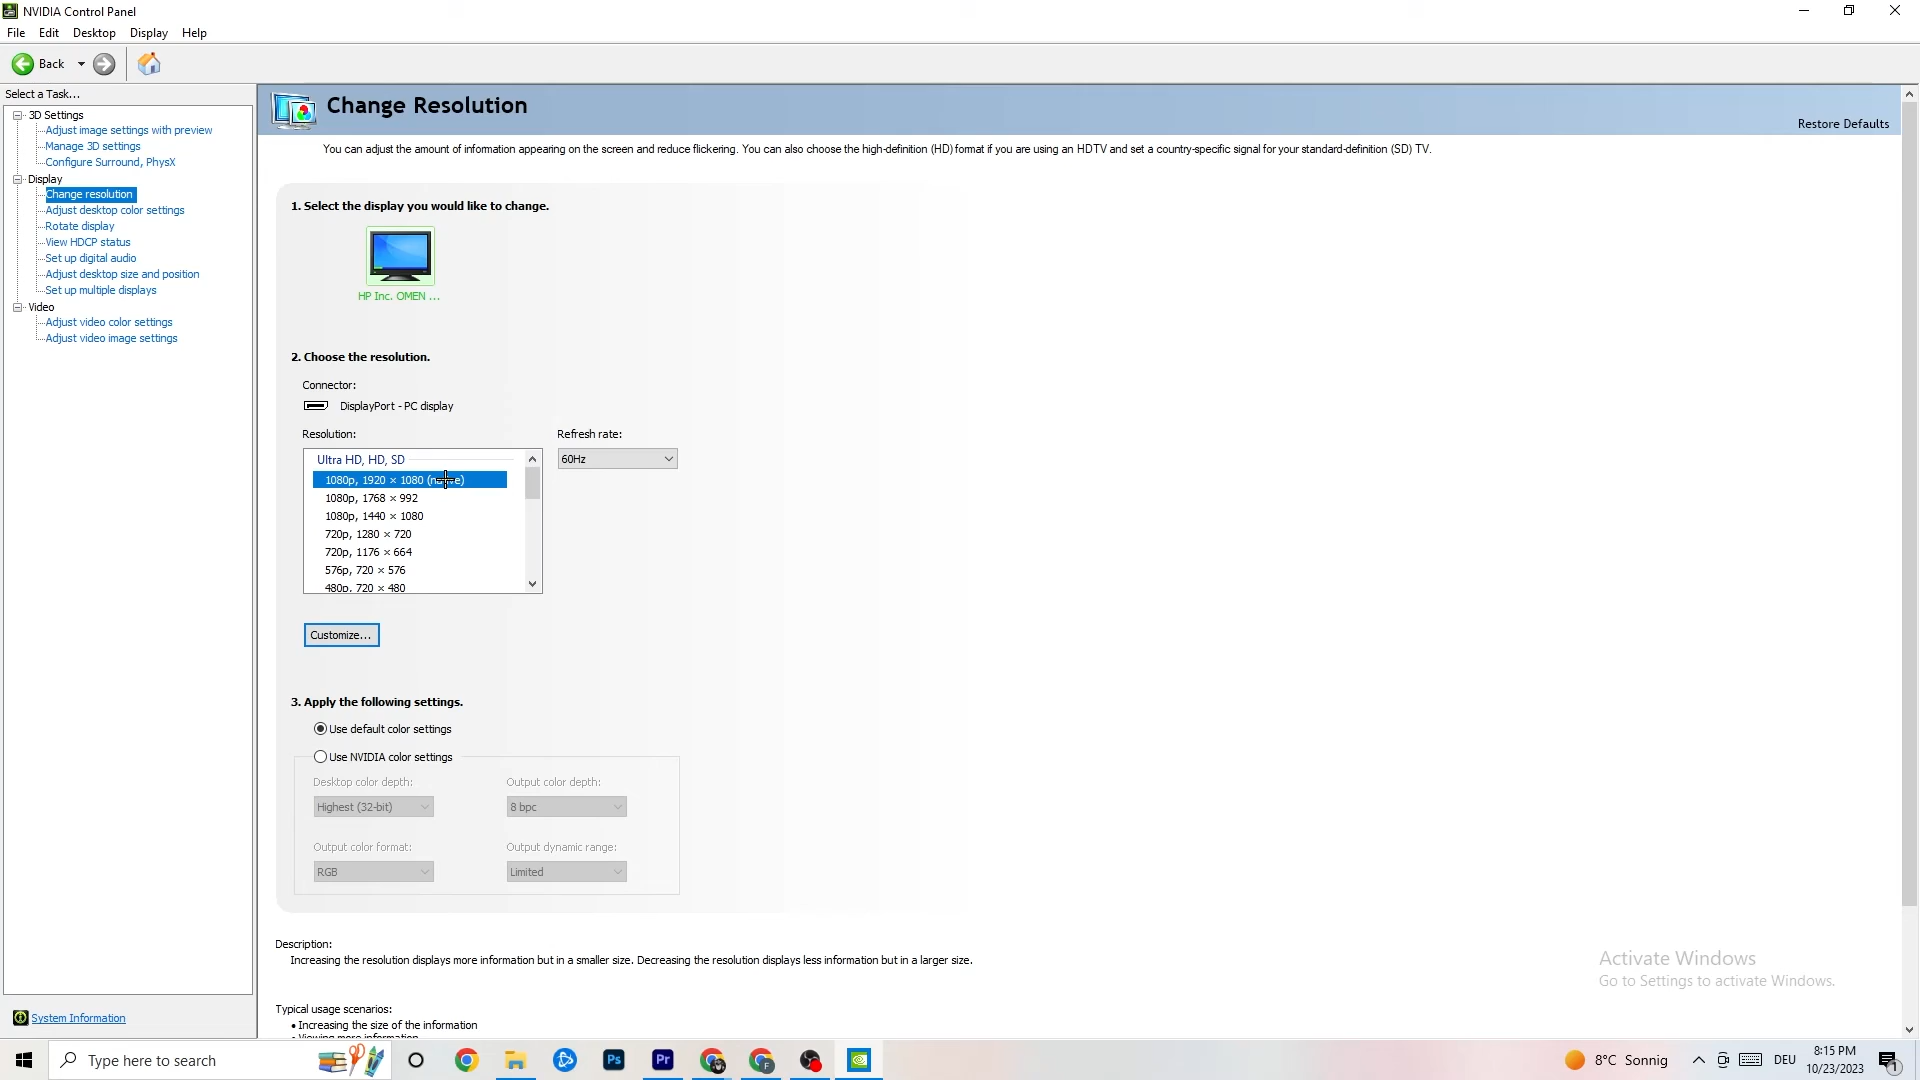 NVIDIA Control Panel
File Edit Desktop Display Help
Back
Select a Task...
3D Settings
Adjust image settings with preview
Manage 3D settings
Configure Surround, PhysX
Display
Change resolution
Adjust desktop color settings
Rotate display
View HDCP status
Set up digital audio
Adjust desktop size and position
Set up multiple displays
Video
Adjust video color settings
Adjust video image settings
System Information
Change Resolution
Restore Defaults
You can adjust the amount of information appearing on the screen and reduce flickering. You can also choose the high-definition (HD) format if you are using an HDTV and set a country-specific signal for your standard-definition (SD) TV.
1. Select the display you would like to change.
HP Inc. OMEN ...
2. Choose the resolution.
Connector:
DisplayPort - PC display
Resolution:
Refresh rate:
Ultra HD, HD, SD
60Hz
1080p, 1920 × 1080
1080p, 1768 × 992
1080p, 1440 × 1080
720p, 1280 × 720
720p, 1176 × 664
576p, 720 × 576
480p, 720 × 480
Customize...
3. Apply the following settings.
Use default color settings
Use NVIDIA color settings
Desktop color depth:
Output color depth:
Highest (32-bit)
8 bpc
Output color format:
Output dynamic range:
RGB
Limited
Description:
Increasing the resolution displays more information but in a smaller size. Decreasing the resolution displays less information but in a larger size.
Typical usage scenarios:
• Increasing the size of the information
Activate Windows
Go to Settings to activate Windows.
Type here to search
Ps
Pr
F
8°C Sonnig
DEU
8:15 PM
10/23/2023
1